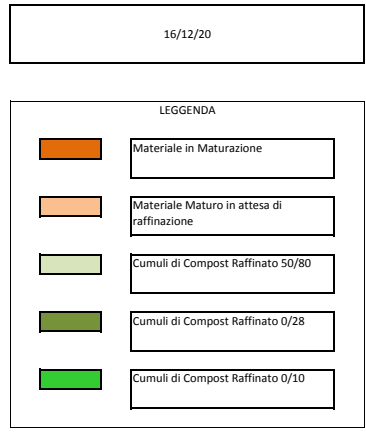 16/12/20
LEGGENDA
Materiale in Maturazione
Materiale Maturo in attesa di
raffinazione
Cumuli di Compost Raffinato 50/80
Cumuli di Compost Raffinato 0/28
Cumuli di Compost Raffinato 0/10